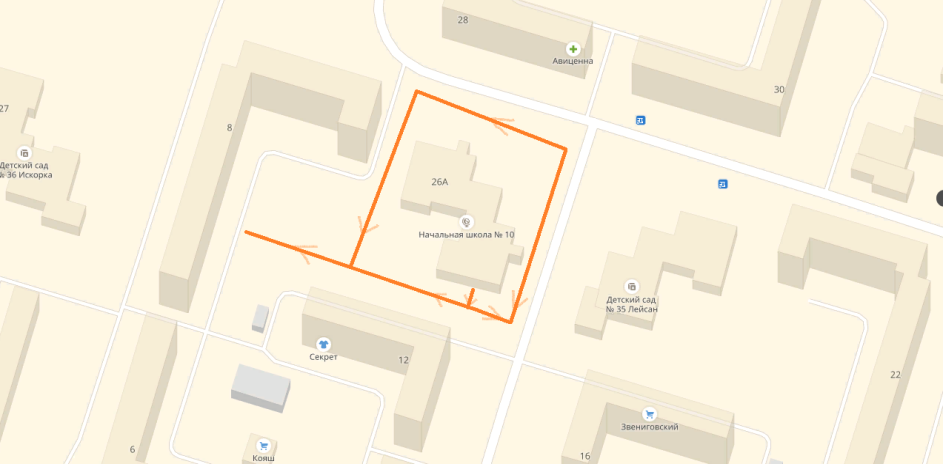 28
Авиценна
30
27
8
Детский сад
№ 36 Искорка
26А
Начальная школа № 10
Детский сад
№ 35 Лейсан
Секрет
12
22
Звениговский
6
Кояш
16